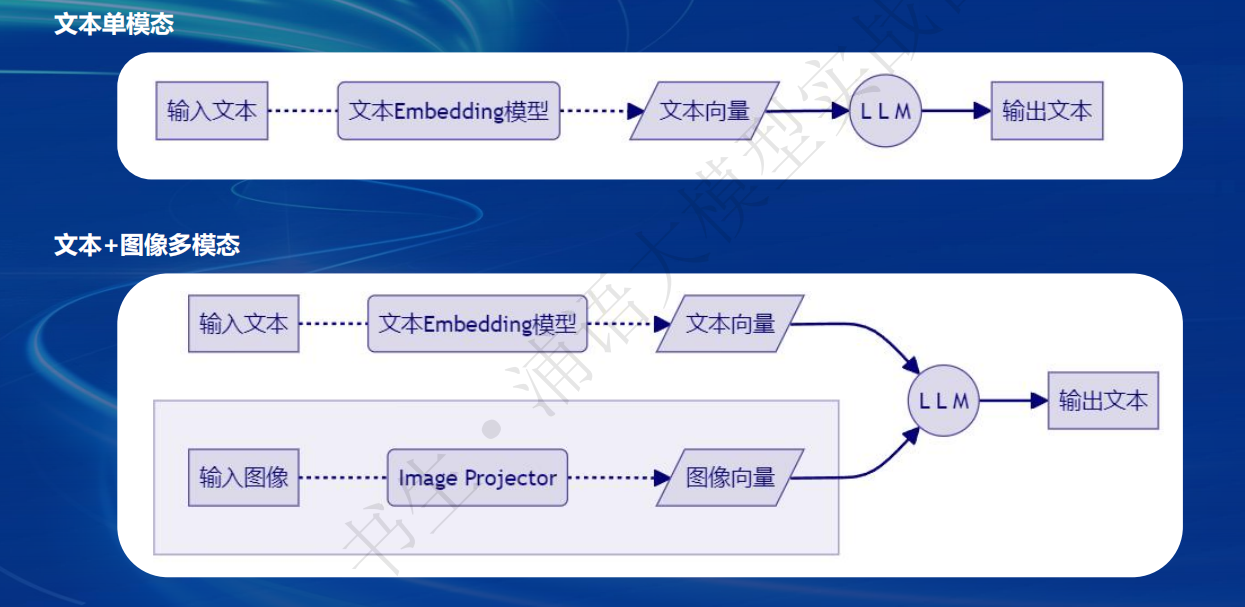 文本单模态
输入文本
文本Embedding模型
文本向量
LLM
输出文本
文本+图像多模态
输入文本
文本Embedding模型
文本向量
LLM
输出文本
输入图像
Image Projector
图像向量
书生·浦语大模型实战